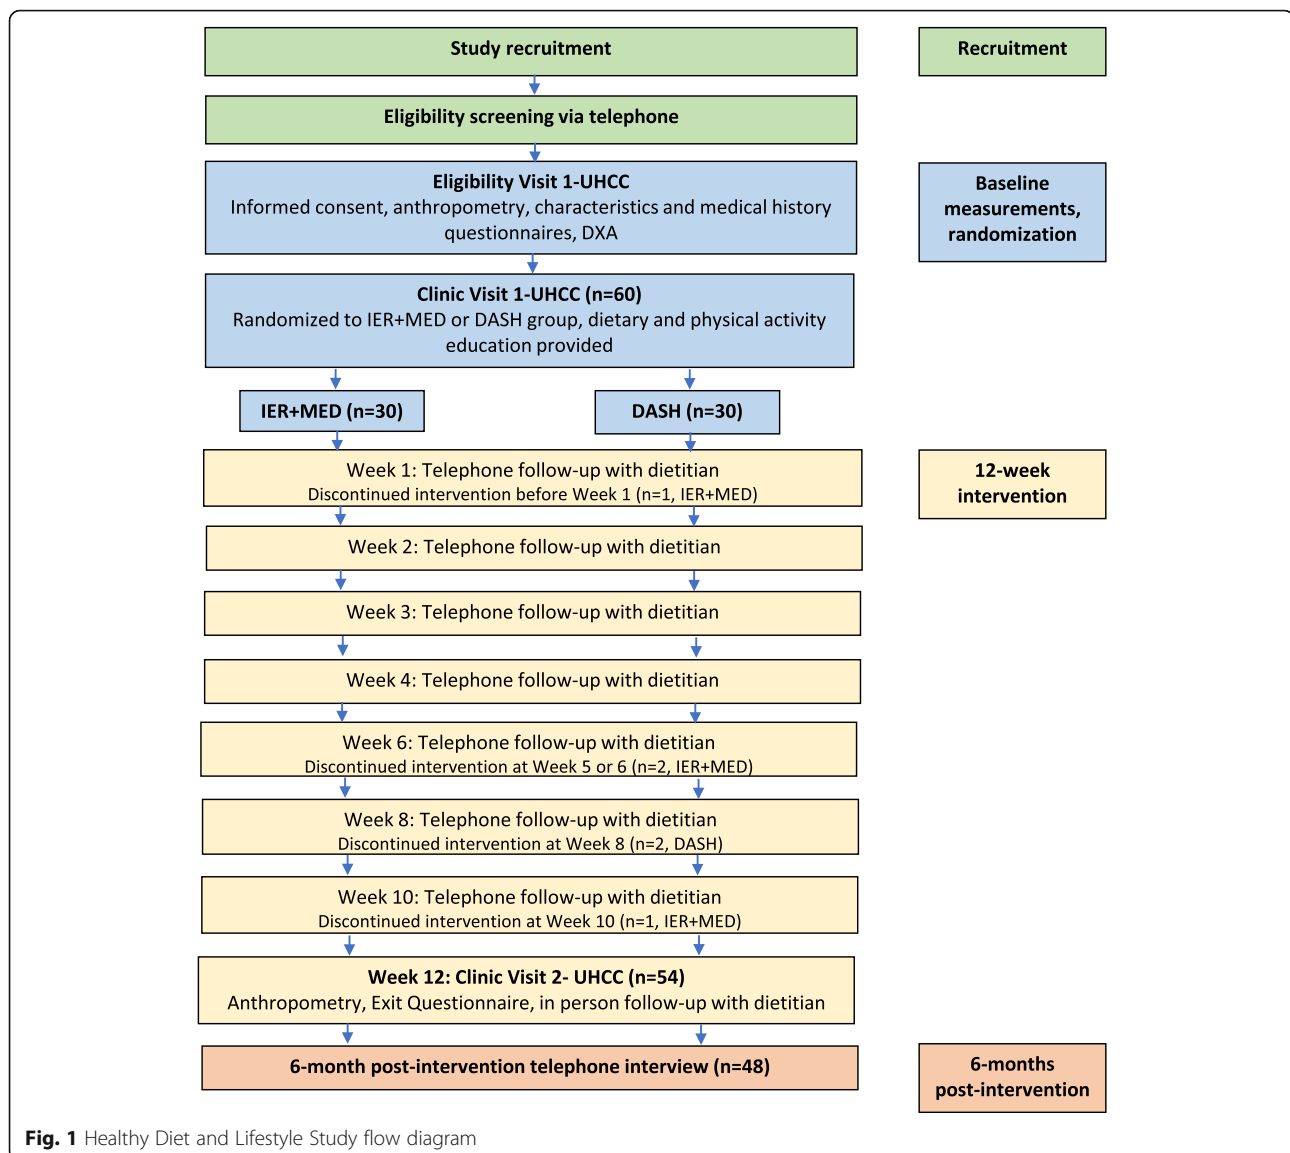 Study recruitment
Recruitment
Eligibility screening via telephone
Eligibility Visit 1-UHCC
Informed consent, anthropometry, characteristics and medical history
questionnaires, DXA
Baseline
measurements,
randomization
Clinic Visit 1-UHCC (n=60)
Randomized to IER+MED or DASH group, dietary and physical activity
education provided
IER+MED (n=30)
DASH (n=30)
Week 1: Telephone follow-up with dietitian
Discontinued intervention before Week 1 (n=1, IER+MED)
12-week
intervention
Week 2: Telephone follow-up with dietitian
Week 3: Telephone follow-up with dietitian
Week 4: Telephone follow-up with dietitian
Week 6: Telephone follow-up with dietitian
Discontinued intervention at Week 5 or 6 (n=2, IER+MED)
Week 8: Telephone follow-up with dietitian
Discontinued intervention at Week 8 (n=2, DASH)
Week 10: Telephone follow-up with dietitian
Discontinued intervention at Week 10 (n=1, IER+MED)
Week 12: Clinic Visit 2- UHCC (n=54)
Anthropometry, Exit Questionnaire, in person follow-up with dietitian
6-month post-intervention telephone interview (n=48)
6-months
post-intervention
Fig. 1 Healthy Diet and Lifestyle Study flow diagram